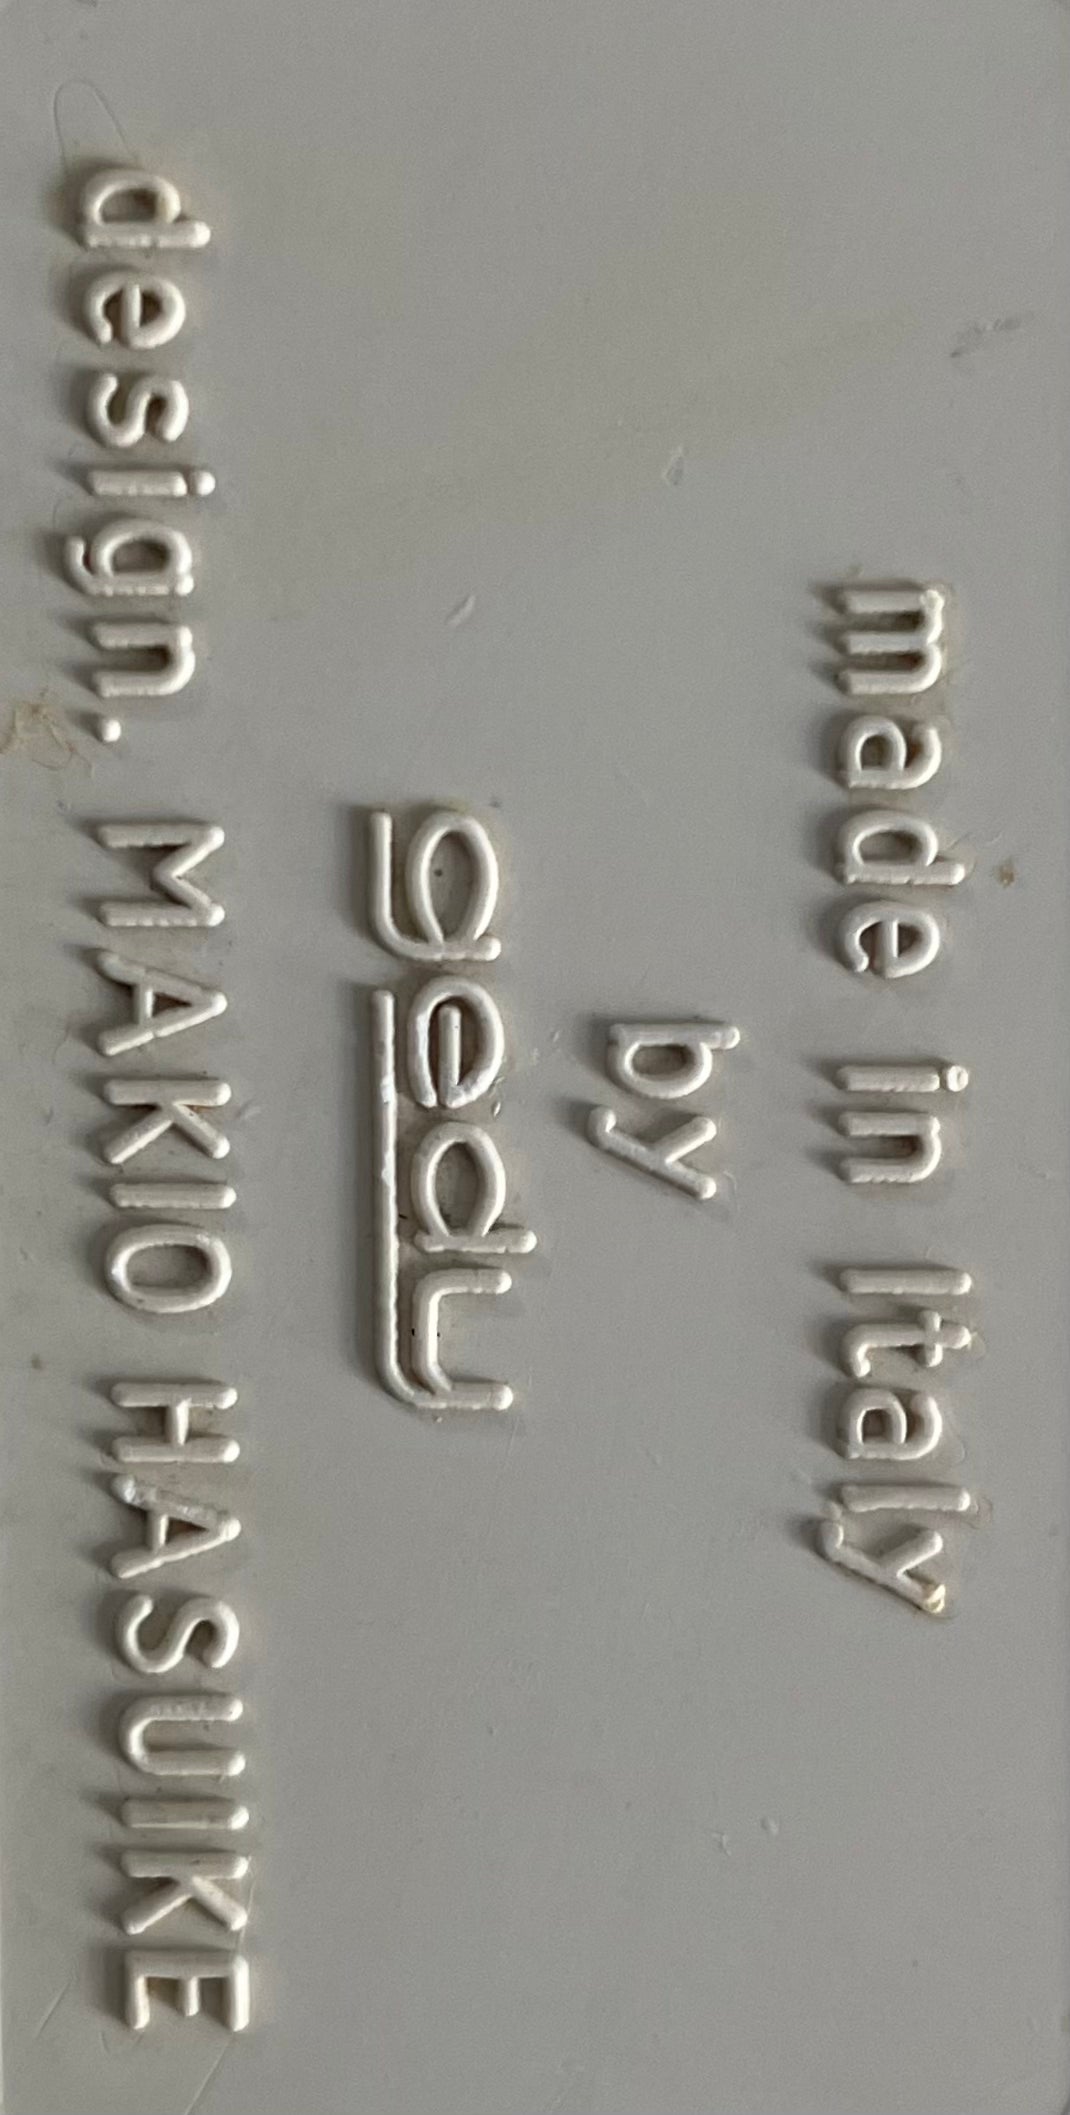 made in Italy
by
gedy
design. MAKIO HASUIKE